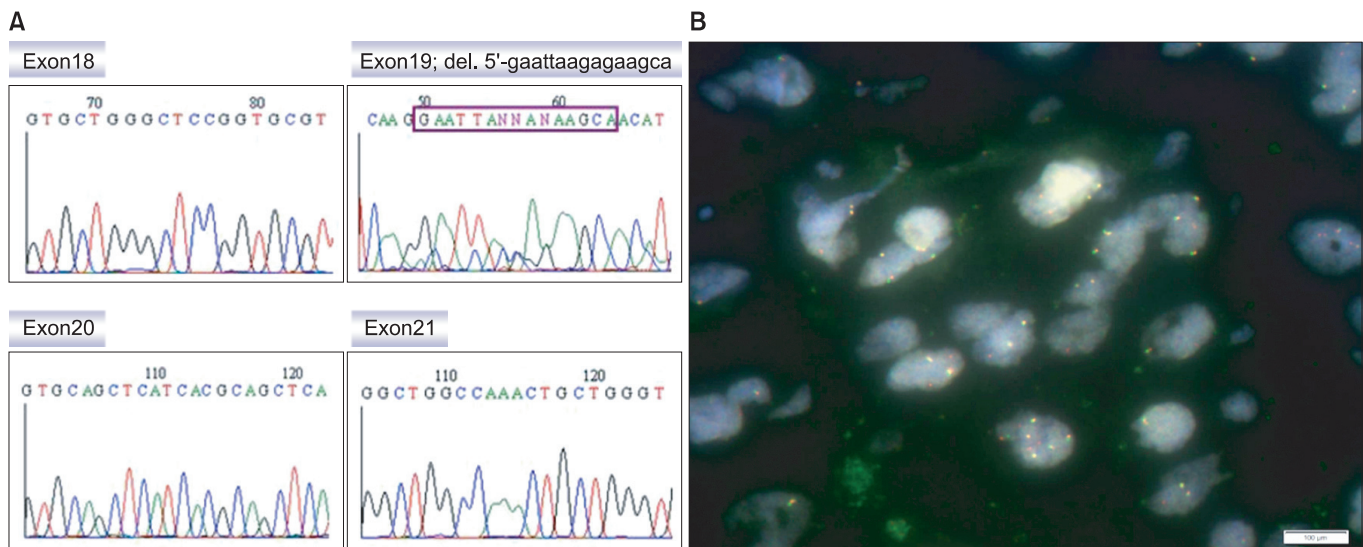 A
B
Exon18
Exon19; del. 5'-gaattaagagaagca
70 80
GTGCTGGGCTCCGGTGCGT
50 60
CAAGGAATTANNANAAGCAACAT
Exon20
Exon21
110 120
GTGCAGCTCATCACGCAGCTCA
110 120
GGCTGGCCAAACTGCTGGGT
100 µm